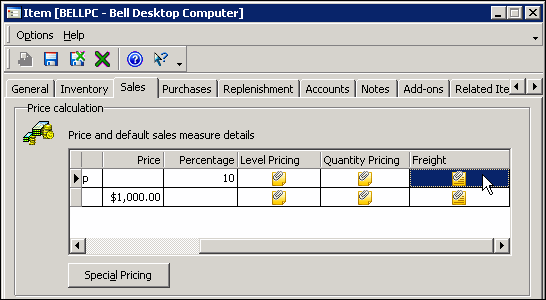 Item [BELLPC - Bell Desktop Computer]
Options Help
General Inventory Sales Purchases Replenishment Accounts Notes Add-ons Related Ite
Price calculation
Price and default sales measure details
Price Percentage Level Pricing Quantity Pricing Freight
p 10
$1,000.00
Special Pricing